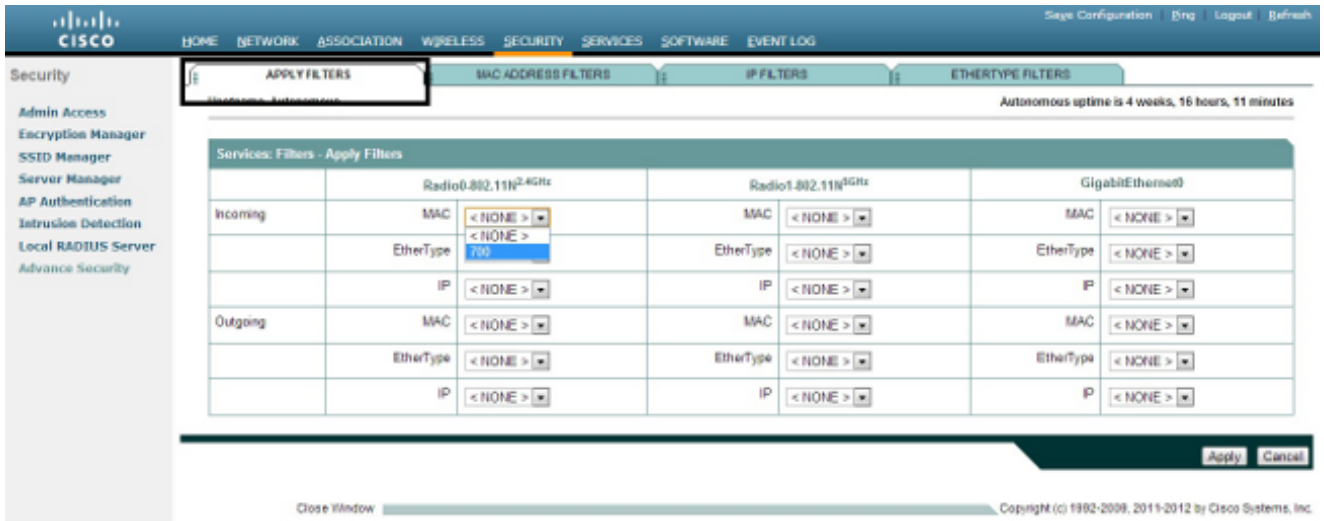 Save Configuration | Ping | Logout | Refresh
CISCO
HOME NETWORK ASSOCIATION WIRELESS SECURITY SERVICES SOFTWARE EVENT LOG
Security
APPLY FILTERS MAC ADDRESS FILTERS IP FILTERS ETHERTYPE FILTERS
Hostname Autonomous Autonomous uptime is 4 weeks, 16 hours, 11 minutes
Admin Access
Encryption Manager
SSID Manager
Server Manager
AP Authentication
Intrusion Detection
Local RADIUS Server
Advance Security
Services: Filters - Apply Filters
Radio0-802.11N2.4GHz Radio1-802.11N5GHz GigabitEthernet0
Incoming MAC < NONE > MAC < NONE > MAC < NONE >
< NONE >
700
EtherType EtherType < NONE > EtherType < NONE >
IP < NONE > IP < NONE > IP < NONE >
Outgoing MAC < NONE > MAC < NONE > MAC < NONE >
EtherType < NONE > EtherType < NONE > EtherType < NONE >
IP < NONE > IP < NONE > IP < NONE >
Apply Cancel
Close Window Copyright (c) 1992-2009, 2011-2012 by Cisco Systems, Inc.